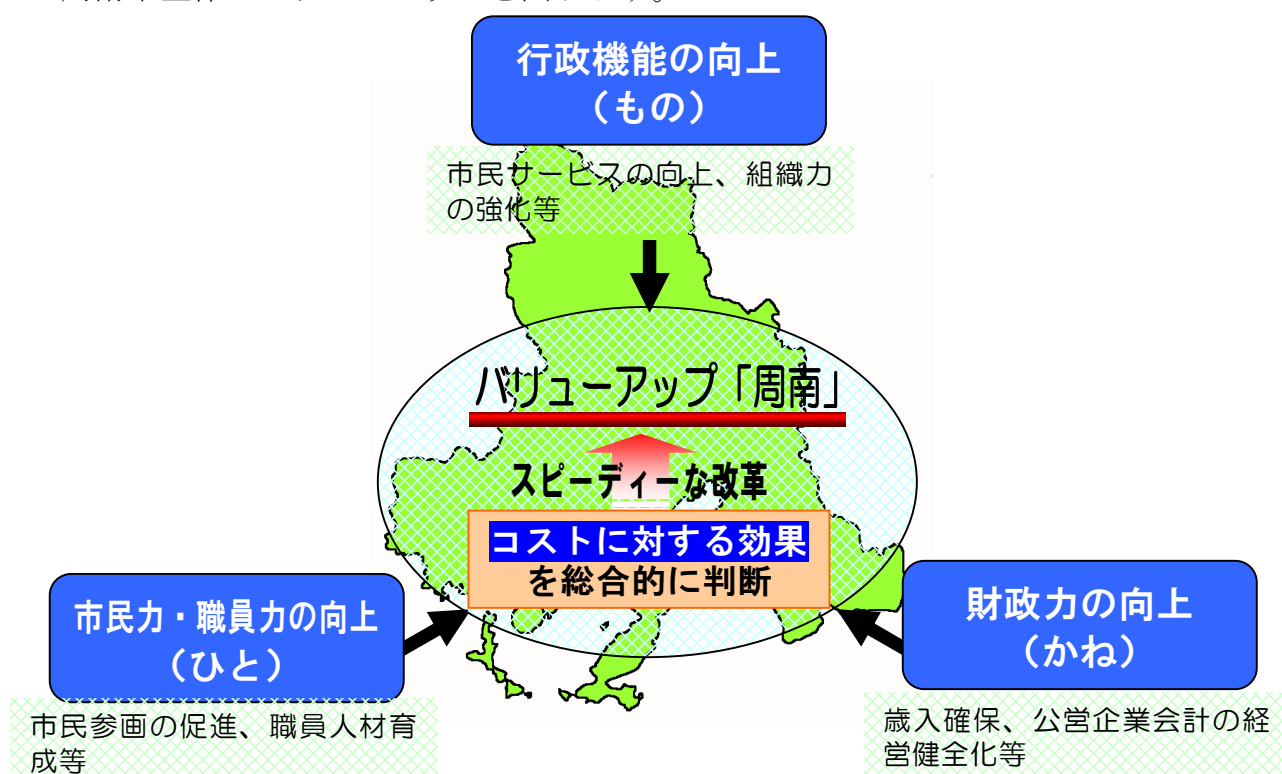 行政機能の向上
(もの)
市民サービスの向上、組織力
の強化等
バリューアップ「周南」
スピーディーな改革
コストに対する効果
を総合的に判断
市民力・職員力の向上
(ひと)
市民参画の促進、職員人材育
成等
財政力の向上
(かね)
歳入確保、公営企業会計の経
営健全化等